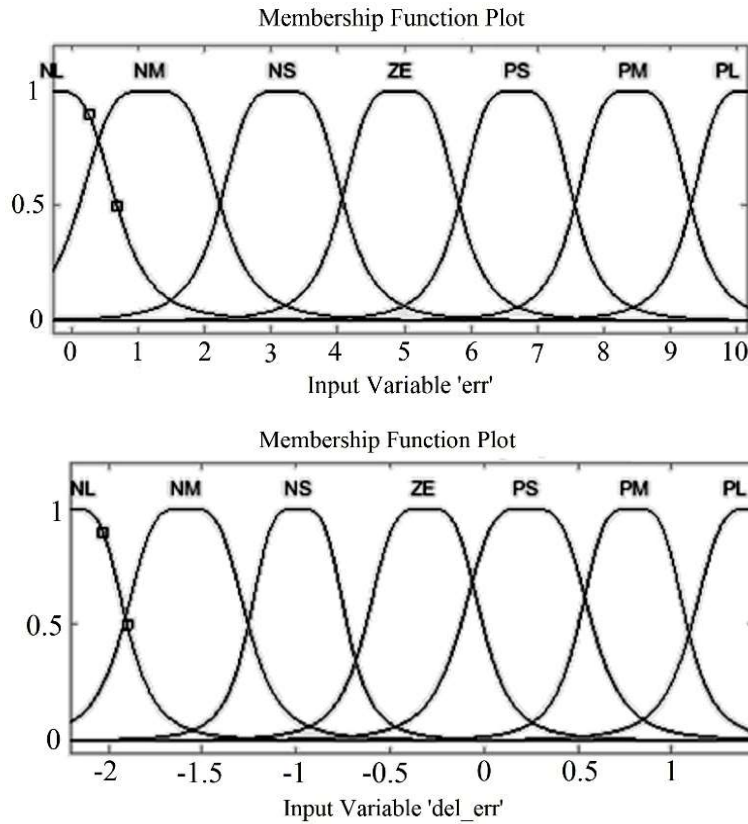 Membership Function Plot
NL NM NS ZE PS PM PL
1
0.5
0
0 1 2 3 4 5 6 7 8 9 10
Input Variable 'err'
Membership Function Plot
NL NM NS ZE PS PM PL
1
0.5
0
-2 -1.5 -1 -0.5 0 0.5 1
Input Variable 'del_err'